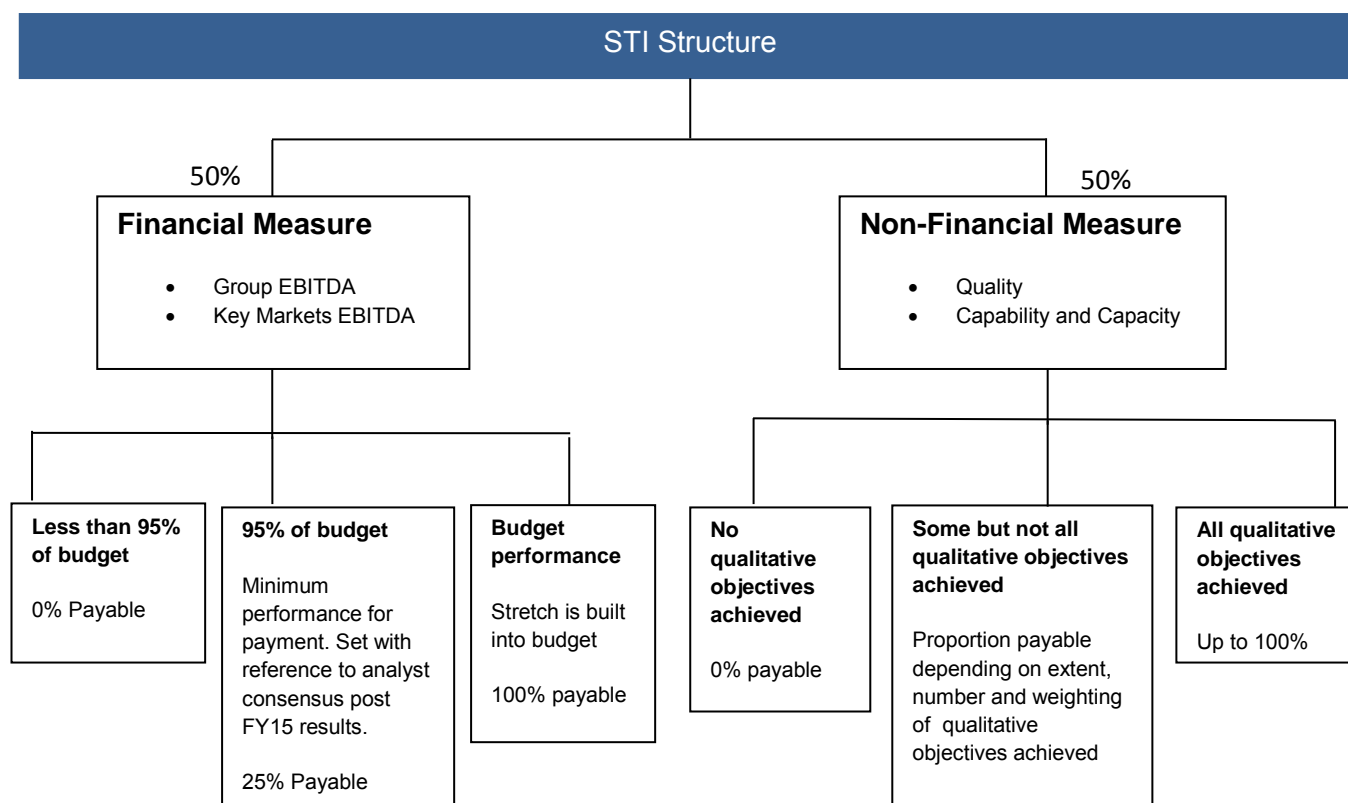 STI Structure
50%
Financial Measure
• Group EBITDA
• Key Markets EBITDA
50%
Non-Financial Measure
• Quality
• Capability and Capacity
Less than 95%
of budget
0% Payable
95% of budget
Minimum
performance for
payment. Set with
reference to analyst
consensus post
FY15 results.
25% Payable
Budget
performance
Stretch is built
into budget
100% payable
No
qualitative
objectives
achieved
0% payable
Some but not all
qualitative objectives
achieved
Proportion payable
depending on extent,
number and weighting
of qualitative
objectives achieved
All qualitative
objectives
achieved
Up to 100%